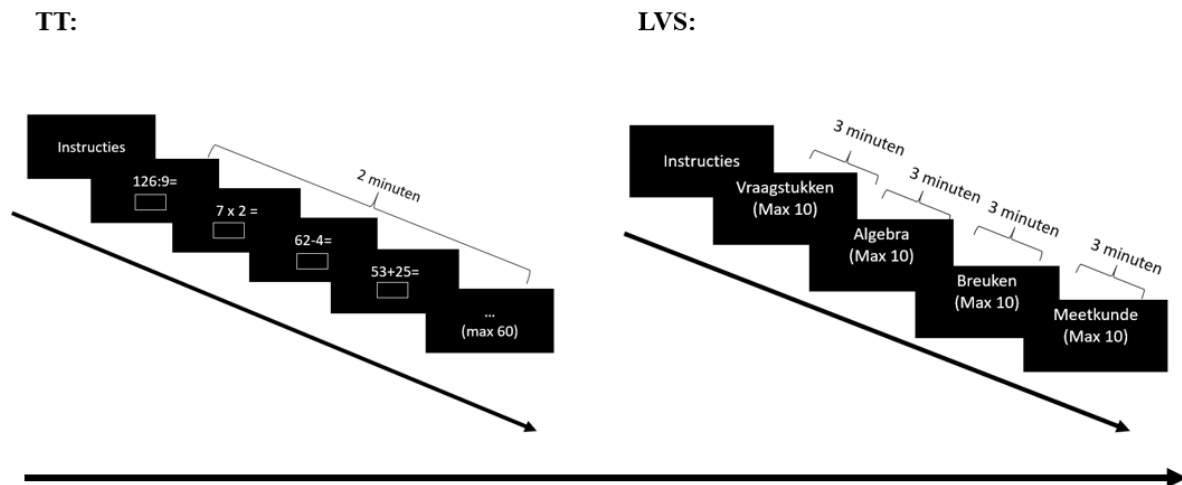 TT:
Instructies
126:9=
7 x 2 =
62-4=
53+25=
...
(max 60)
2 minuten
LVS:
Instructies
Vraagstukken
(Max 10)
Algebra
(Max 10)
Breuken
(Max 10)
Meetkunde
(Max 10)
3 minuten
3 minuten
3 minuten
3 minuten